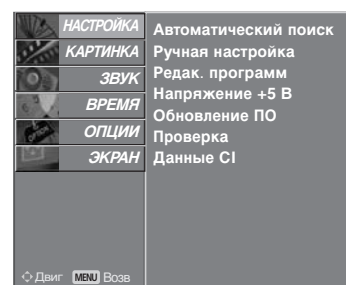 НАСТРОЙКА
КАРТИНКА
ЗВУК
ВРЕМЯ
ОПЦИИ
ЭКРАН
Автоматический поиск
Ручная настройка
Редак. программ
Напряжение +5 В
Обновление ПО
Проверка
Данные CI
Двиг MENU Возв